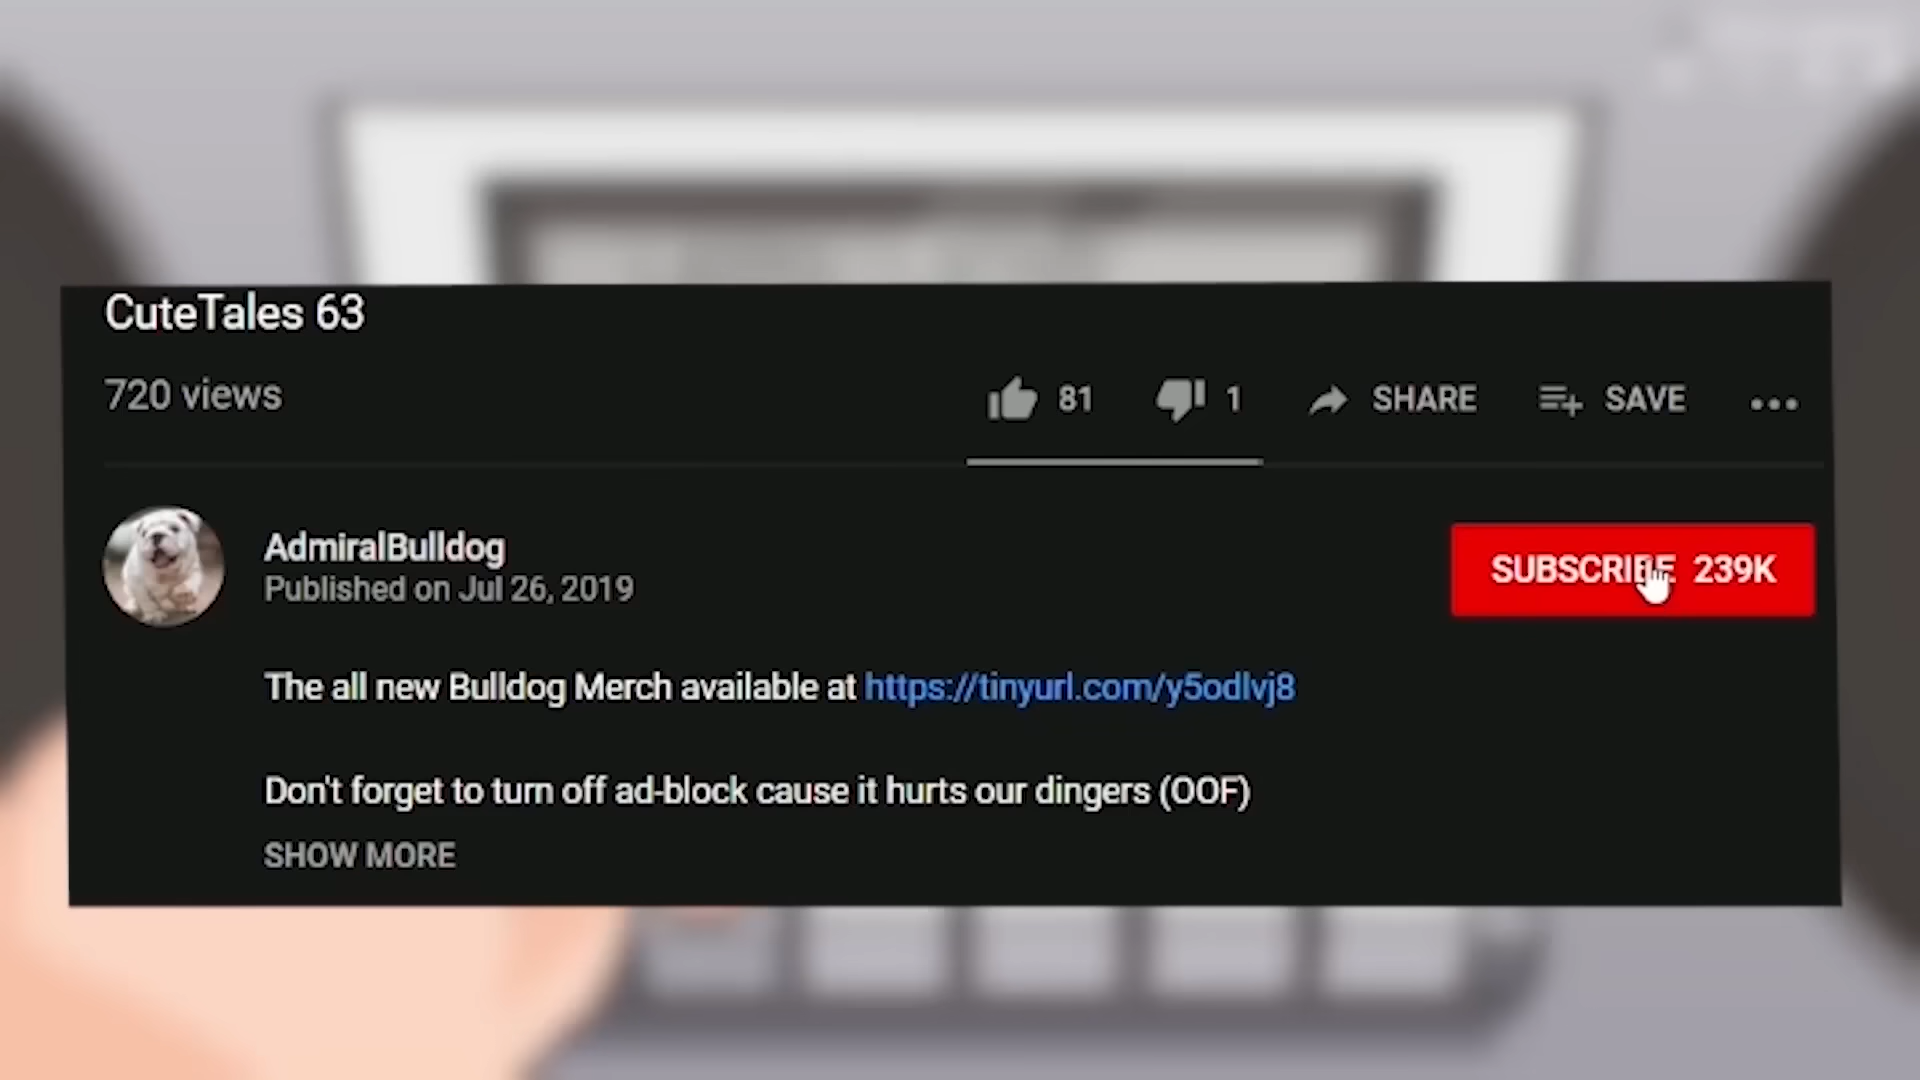 CuteTales 63
720 views
81 1 SHARE SAVE
AdmiralBulldog
Published on Jul 26, 2019
SUBSCRIBE 239K
The all new Bulldog Merch available at https://tinyurl.com/y5odlvj8
Don't forget to turn off ad-block cause it hurts our dingers (OOF)
SHOW MORE